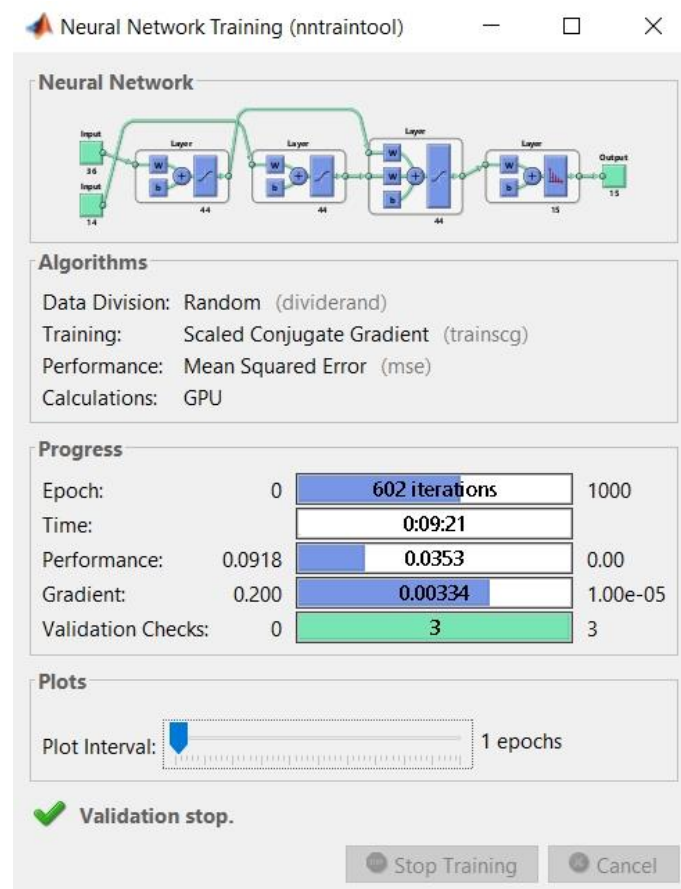 Neural Network Training (nntraintool)
Neural Network
Input
36
Input
14
Layer
W
b
+
44
Layer
W
b
+
44
Layer
W
W
b
+
44
Layer
W
b
+
15
Output
15
Algorithms
Data Division: Random (dividerand)
Training: Scaled Conjugate Gradient (trainscg)
Performance: Mean Squared Error (mse)
Calculations: GPU
Progress
Epoch: 0 602 iterations 1000
Time: 0:09:21
Performance: 0.0918 0.0353 0.00
Gradient: 0.200 0.00334 1.00e-05
Validation Checks: 0 3 3
Plots
Plot Interval: 1 epochs
Validation stop.
Stop Training Cancel